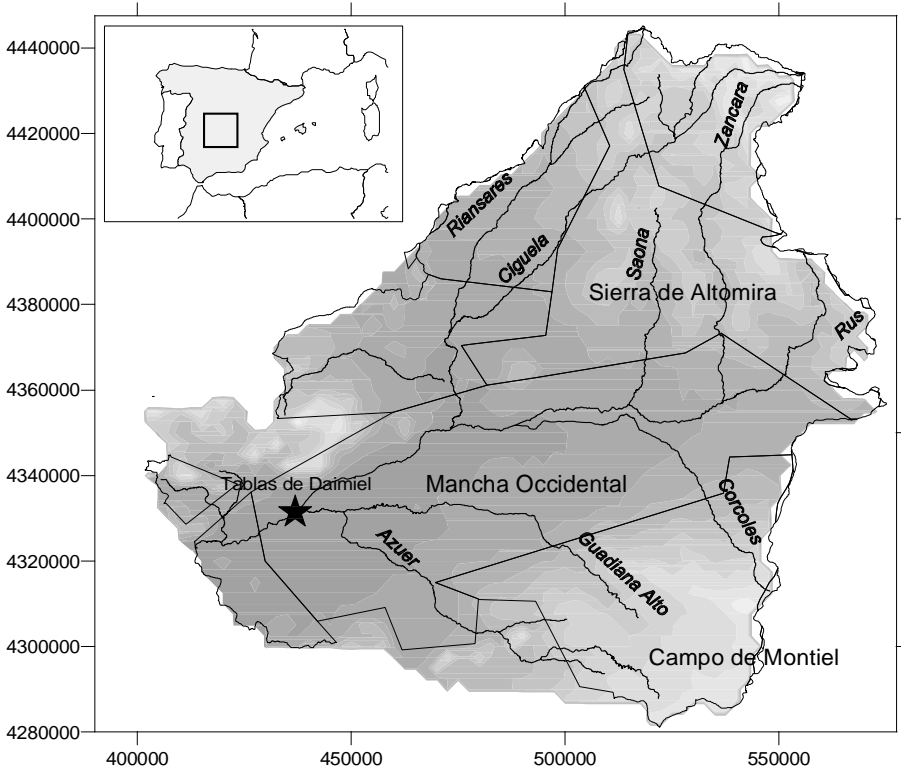 4440000
4420000
4400000
4380000
4360000
4340000
4320000
4300000
4280000
400000
450000
500000
550000
Zancara
Riansares
Ciguela
Saona
Sierra de Altomira
Rus
Tablas de Daimiel
Mancha Occidental
Corcoles
Azuer
Guadiana Alto
Campo de Montiel